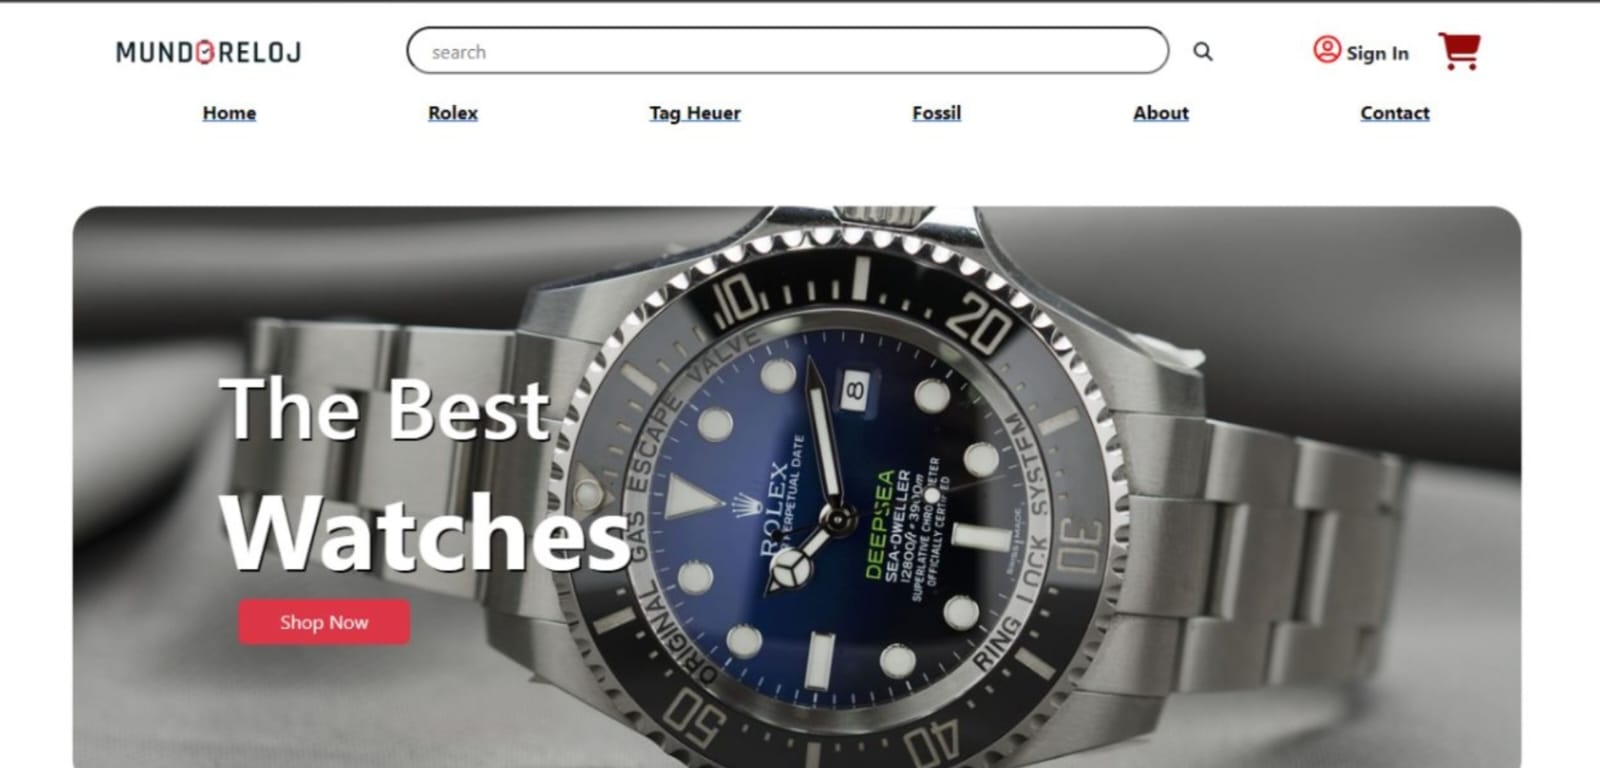 MUNDORELOJ
search
Sign In
Home
Rolex
Tag Heuer
Fossil
About
Contact
The Best
Watches
Shop Now
10
20
30
40
50
8
ORIGINAL GAS ESCAPE VALVE
RING LOCK SYSTEM
ROLEX
PERPETUAL DATE
DEEPSEA
SEA-DWELLER
12800ft = 3900m
SUPERLATIVE CHRONOMETER
OFFICIALLY CERTIFIED
SWISS MADE